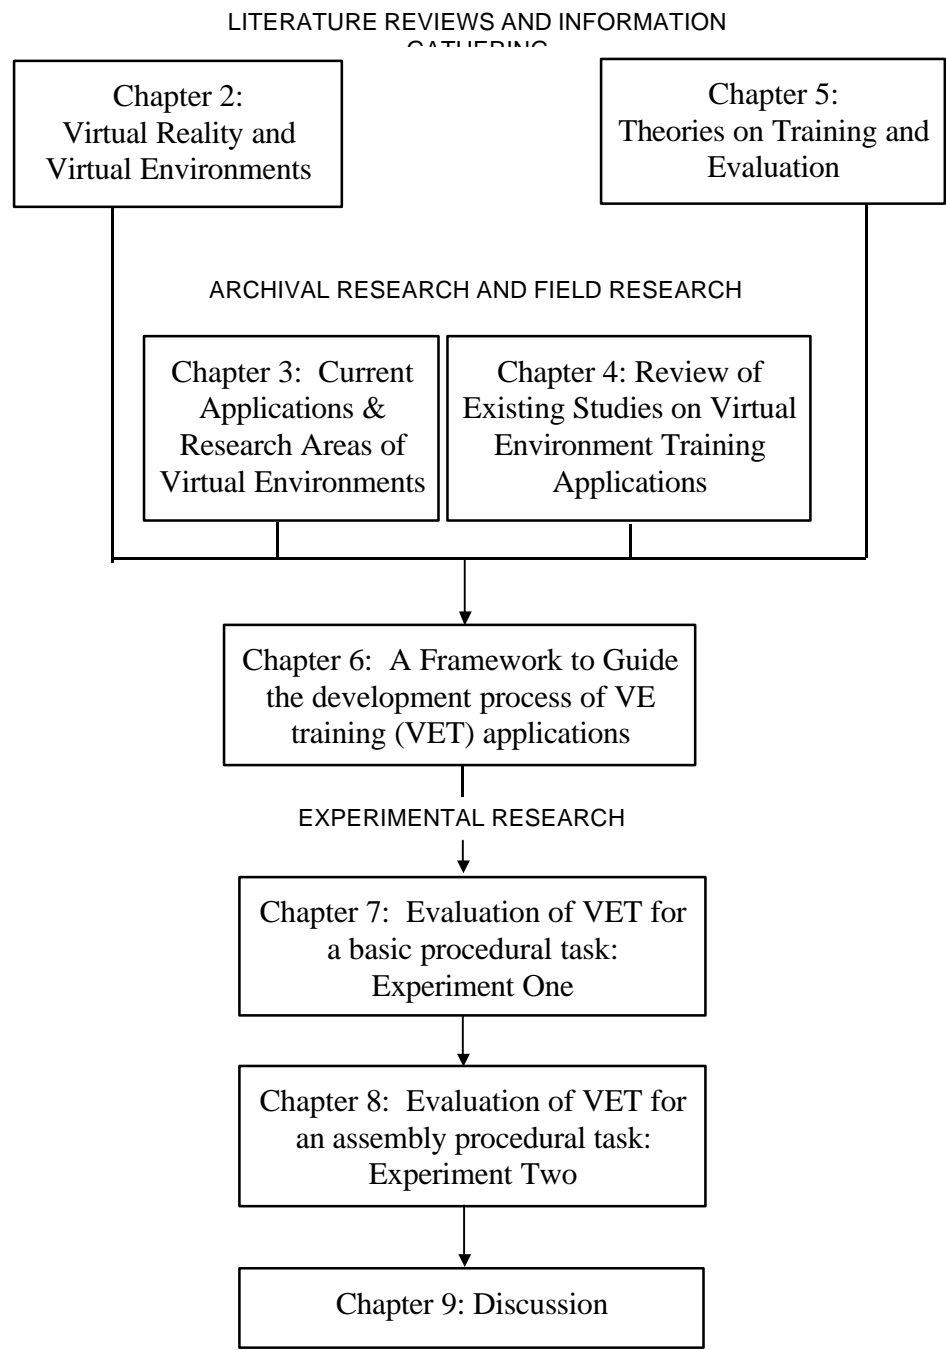 LITERATURE REVIEWS AND INFORMATION
GATHERING
Chapter 2:
Virtual Reality and
Virtual Environments
Chapter 5:
Theories on Training and
Evaluation
ARCHIVAL RESEARCH AND FIELD RESEARCH
Chapter 3: Current
Applications &
Research Areas of
Virtual Environments
Chapter 4: Review of
Existing Studies on Virtual
Environment Training
Applications
Chapter 6: A Framework to Guide
the development process of VE
training (VET) applications
EXPERIMENTAL RESEARCH
Chapter 7: Evaluation of VET for
a basic procedural task:
Experiment One
Chapter 8: Evaluation of VET for
an assembly procedural task:
Experiment Two
Chapter 9: Discussion